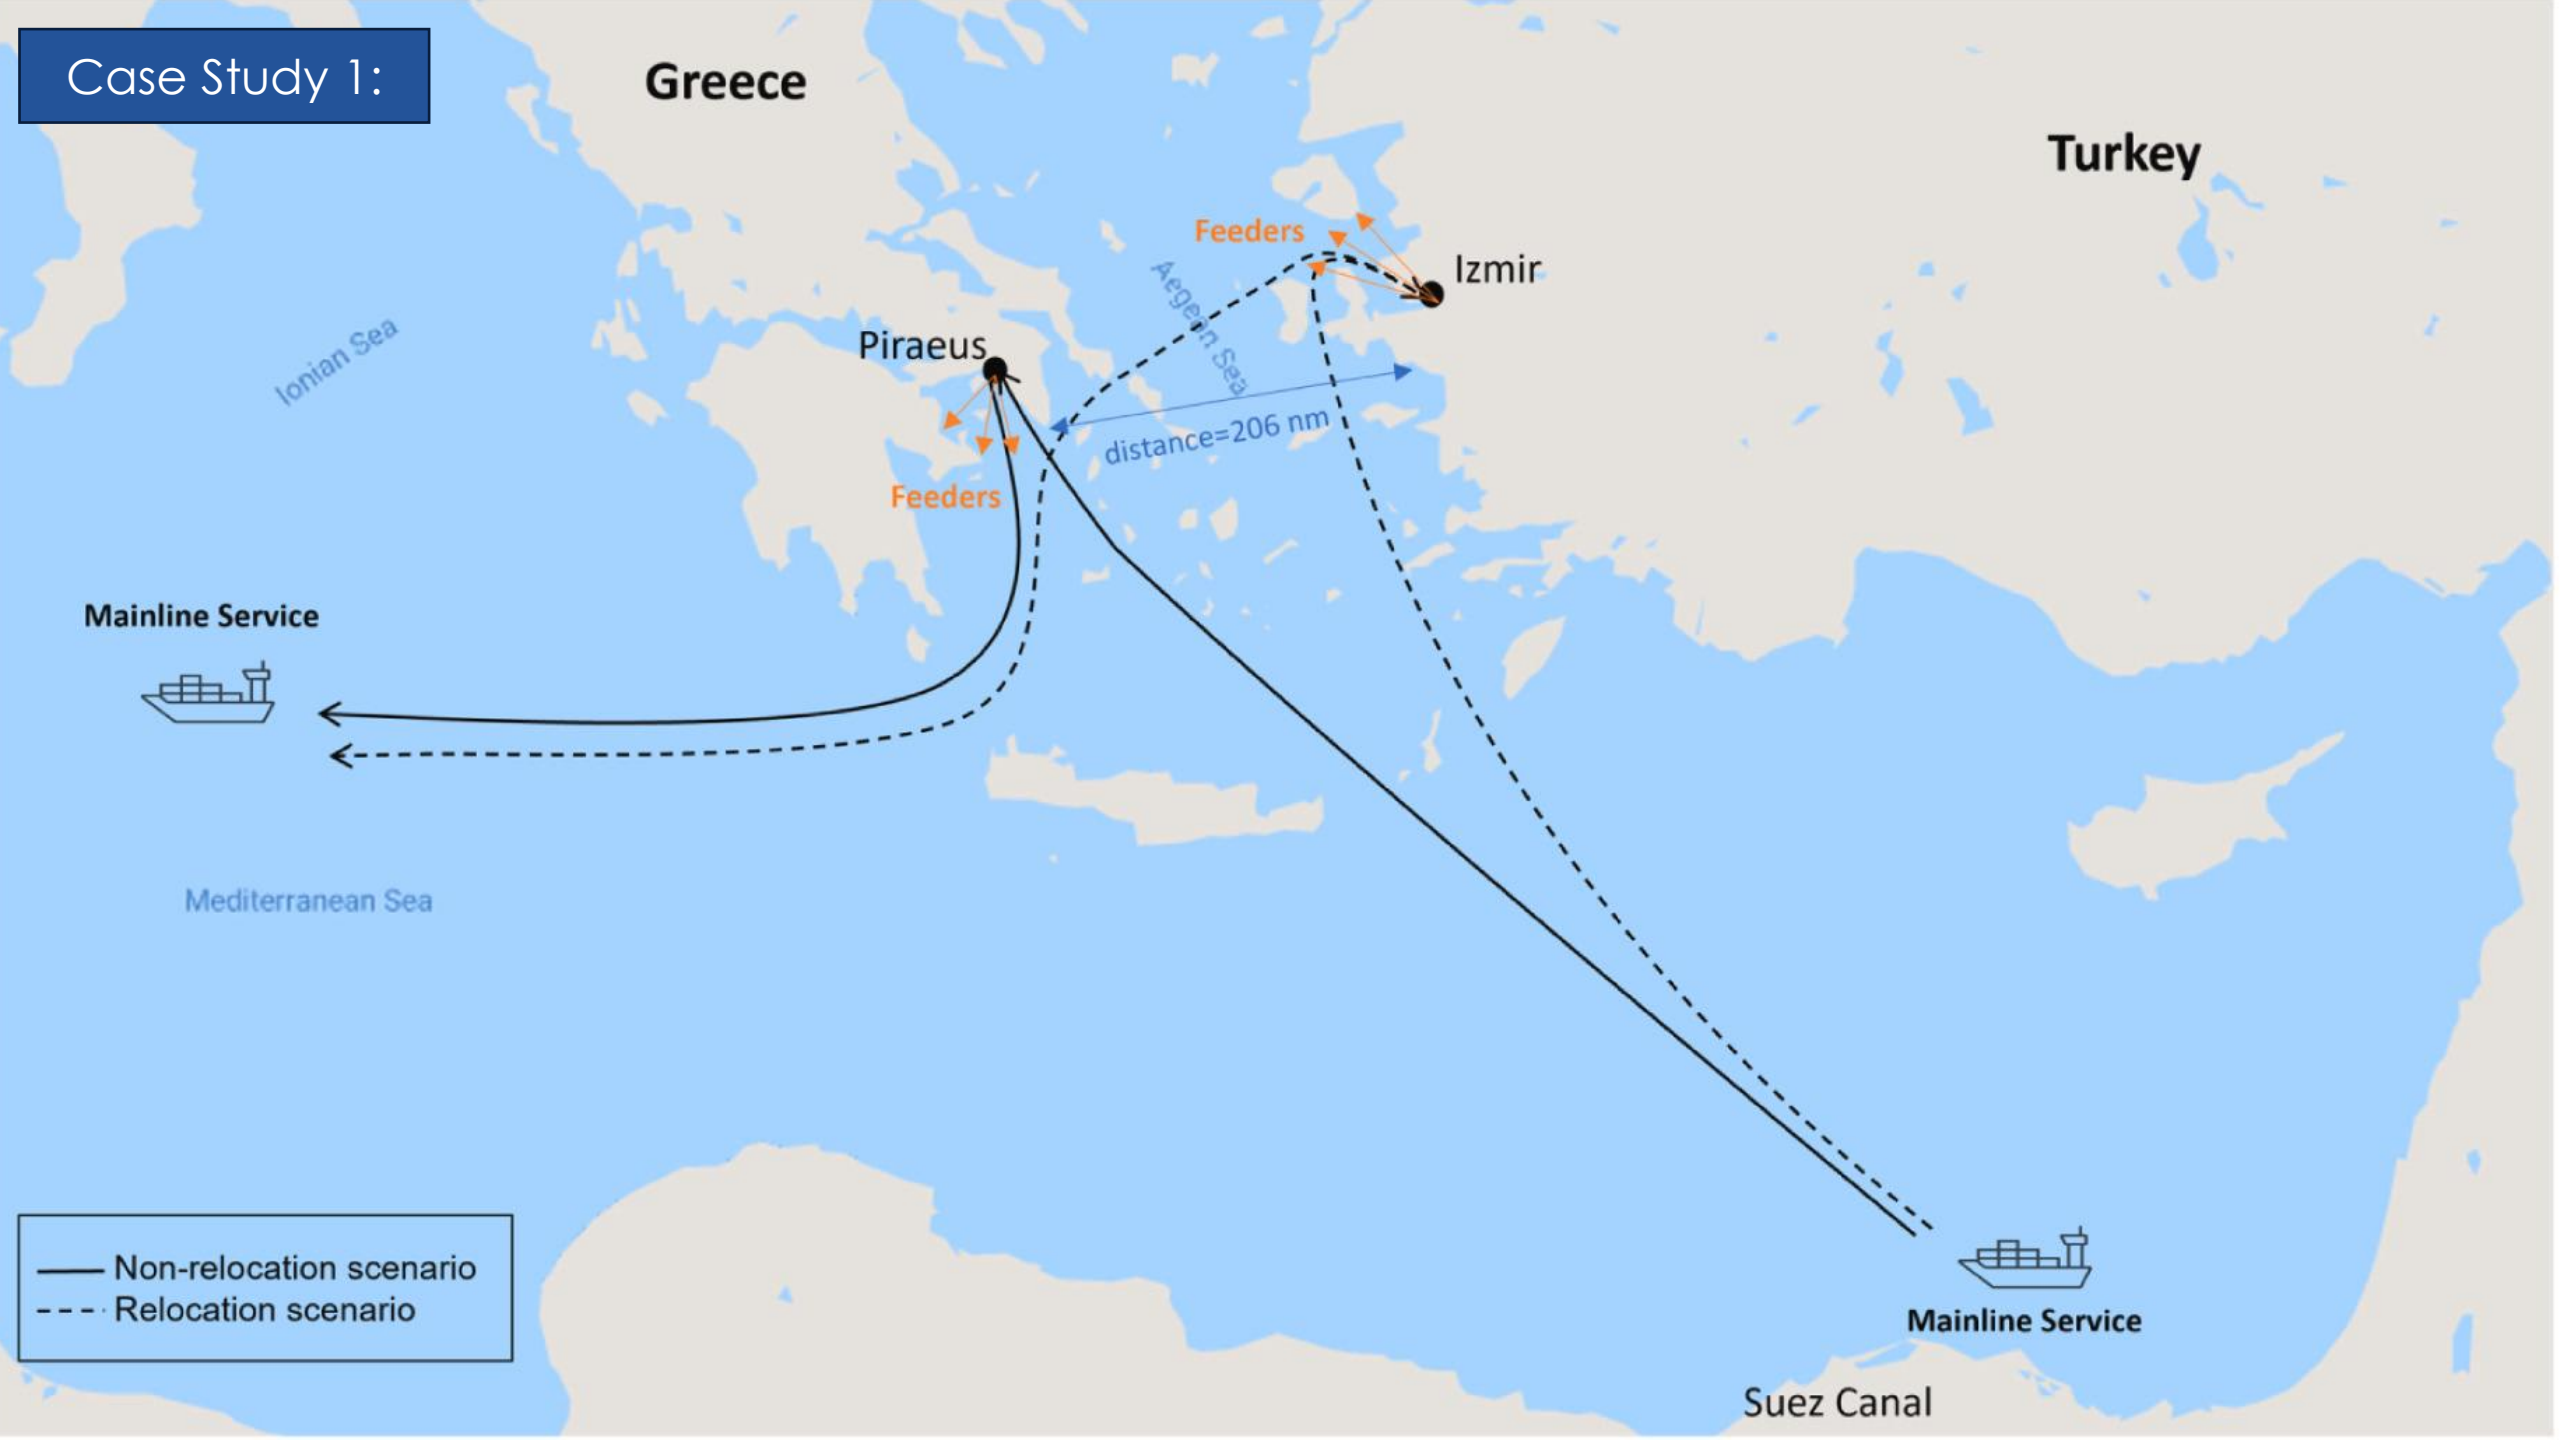 Case Study 1:
Greece
Turkey
Feeders
Izmir
Aegean Sea
Piraeus
Ionian Sea
distance=206 nm
Feeders
Mainline Service
Mediterranean Sea
Non-relocation scenario
Relocation scenario
Mainline Service
Suez Canal